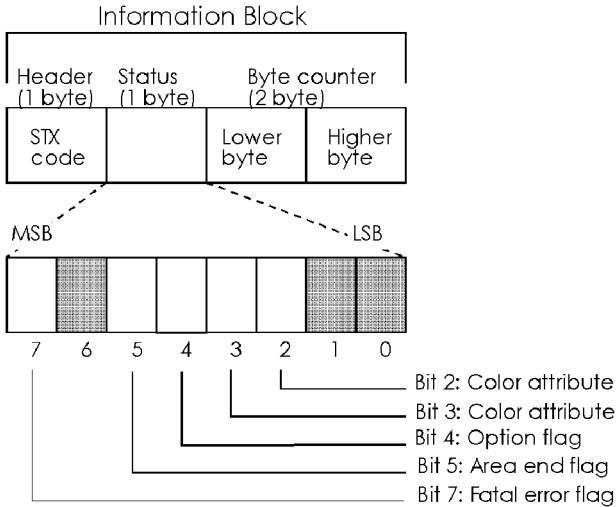 Information Block
Header Status Byte counter
(1 byte) (1 byte) (2 byte)
STX code Lower byte Higher byte
MSB LSB
7 6 5 4 3 2 1 0
Bit 2: Color attribute
Bit 3: Color attribute
Bit 4: Option flag
Bit 5: Area end flag
Bit 7: Fatal error flag